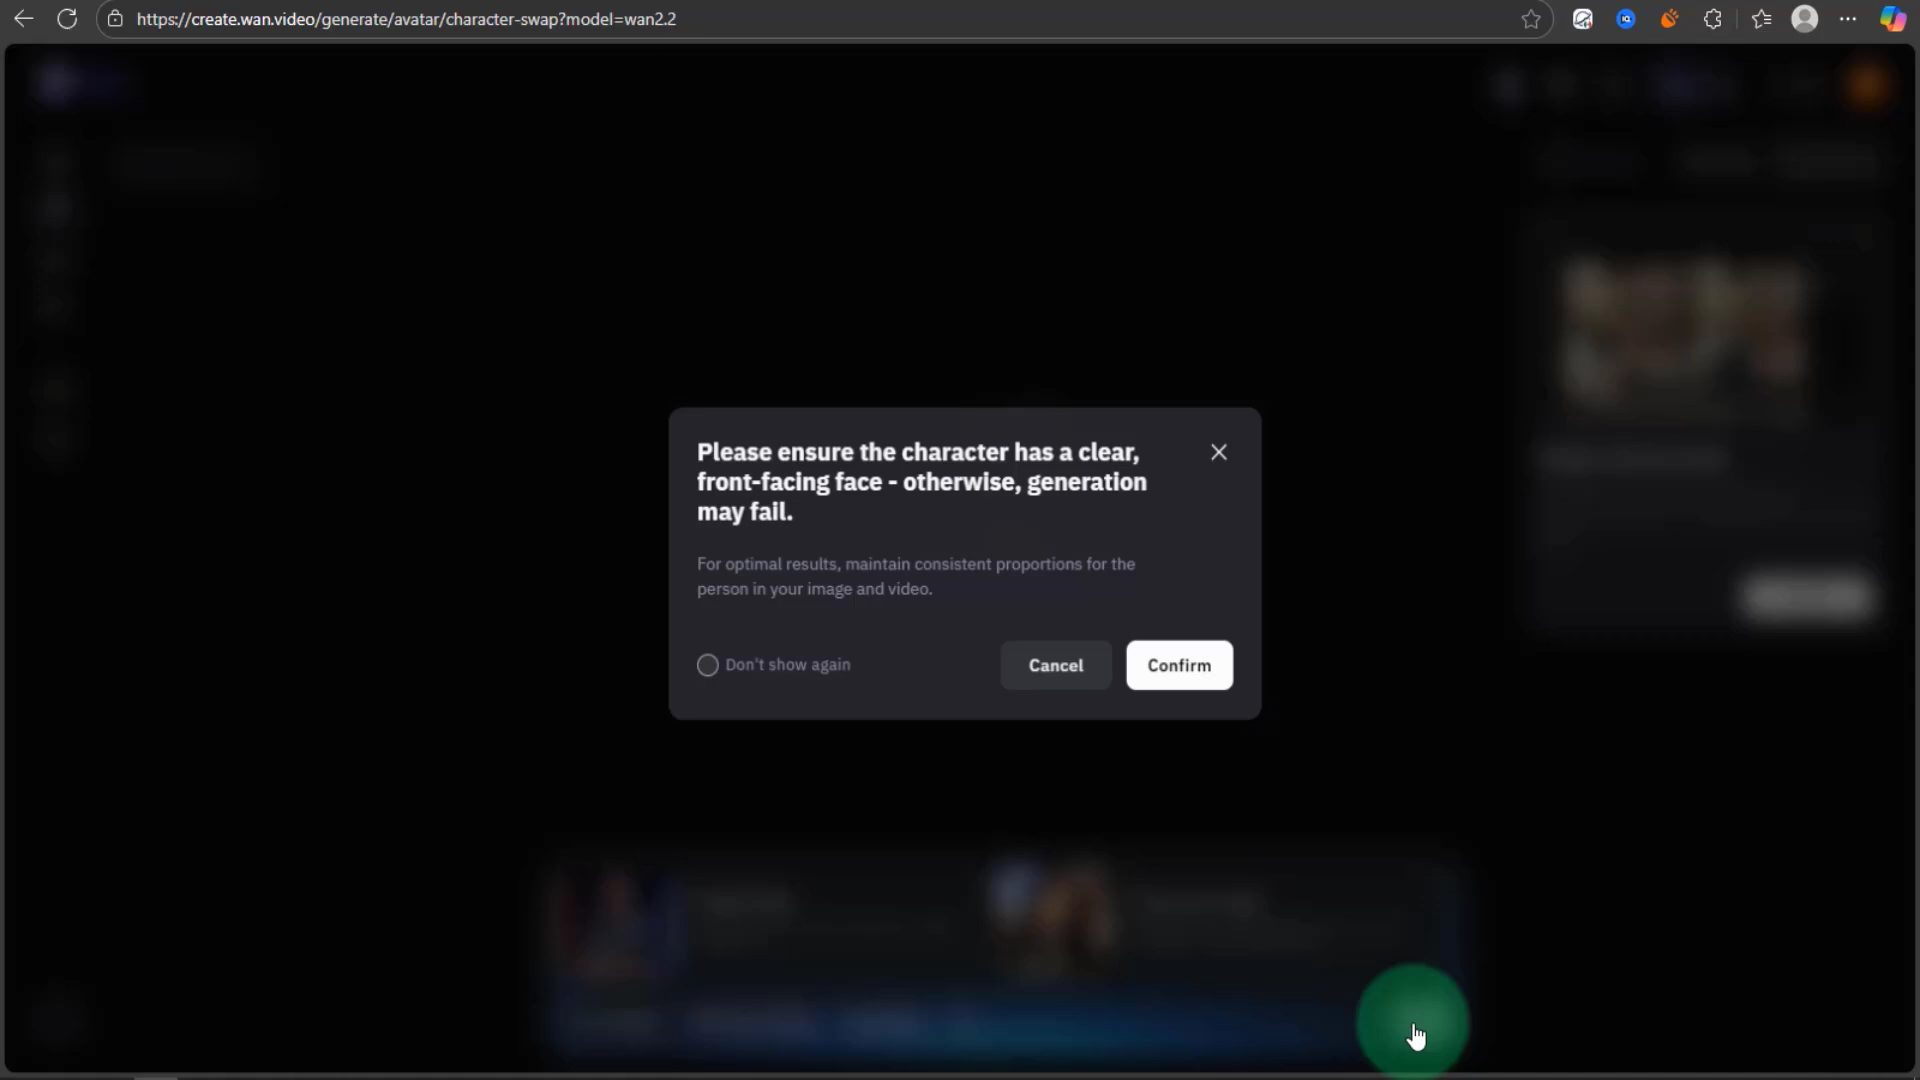 https://create.wan.video/generate/avatar/character-swap?model=wan2.2
Please ensure the character has a clear,
front-facing face - otherwise, generation
may fail.
For optimal results, maintain consistent proportions for the
person in your image and video.
Don't show again
Cancel
Confirm